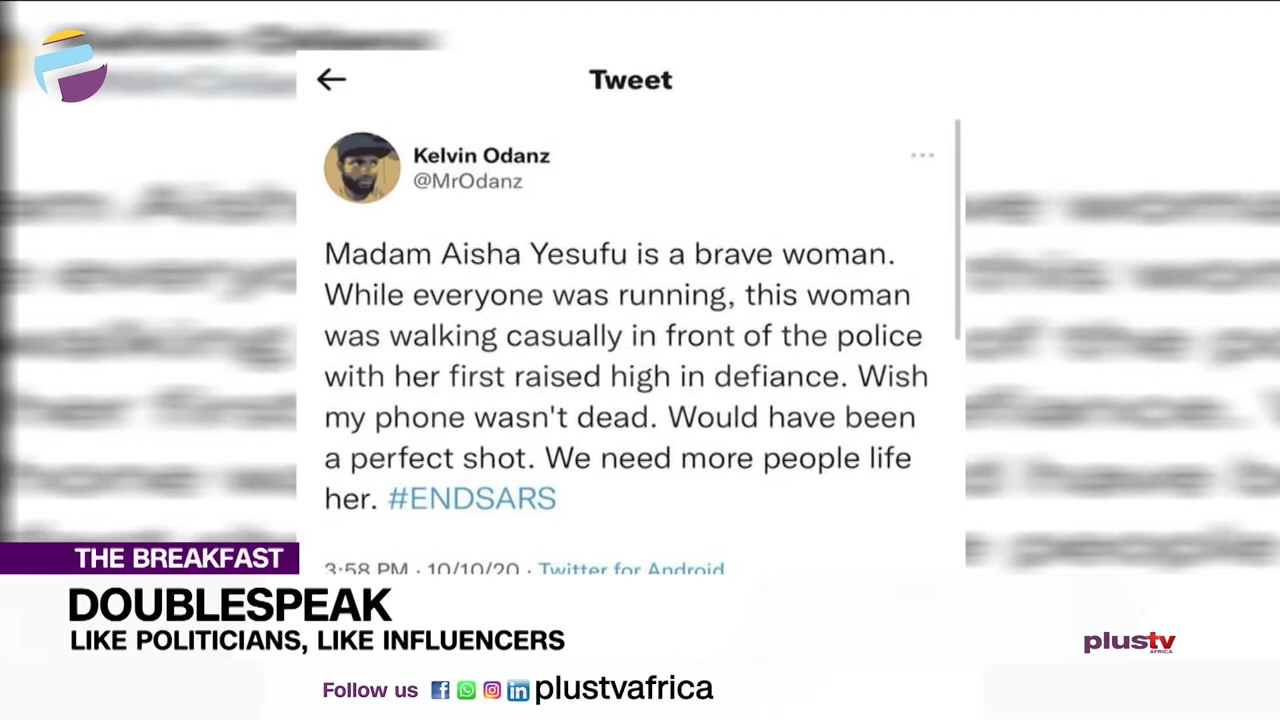 Tweet
Kelvin Odanz
@MrOdanz
Madam Aisha Yesufu is a brave woman.
While everyone was running, this woman
was walking casually in front of the police
with her first raised high in defiance. Wish
my phone wasn't dead. Would have been
a perfect shot. We need more people life
her. #ENDSARS
3:58 PM · 10/10/20 · Twitter for Android
THE BREAKFAST
DOUBLESPEAK
LIKE POLITICIANS, LIKE INFLUENCERS
plustv
AFRICA
Follow us plustvafrica